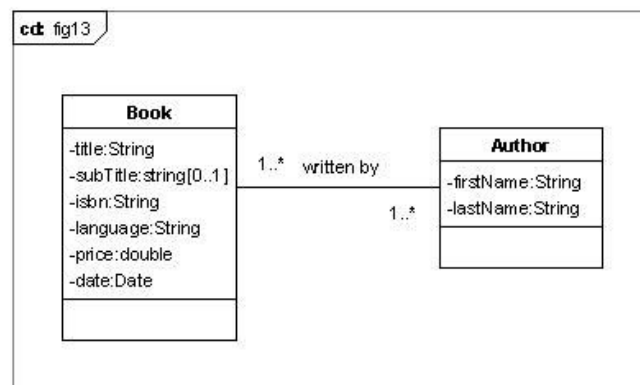 cd: fig13
Book
-title:String
-subTitle:string[0..1]
-isbn:String
-language:String
-price:double
-date:Date
1..* written by
1..*
Author
-firstName:String
-lastName:String